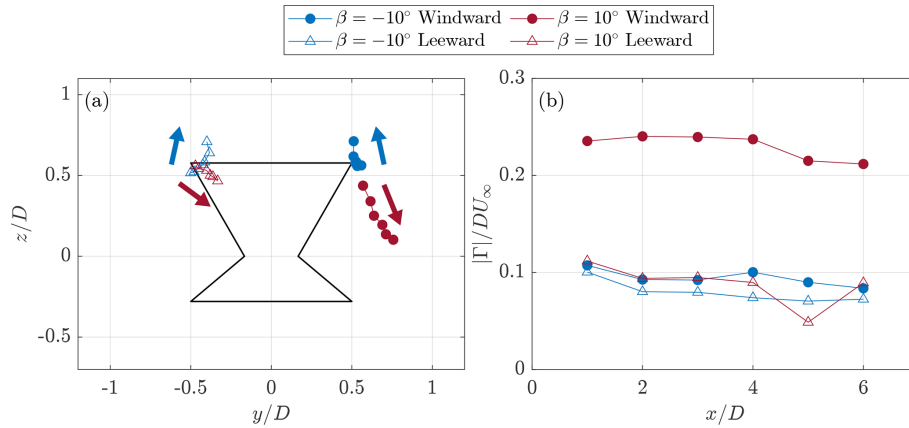 β = −10° Windward β = 10° Windward
β = −10° Leeward β = 10° Leeward
(a)
1
0.5
0
-0.5
z/D
-1 -0.5 0 0.5 1
y/D
(b)
0.3
0.2
0.1
0
|Γ|/DU∞
0 2 4 6
x/D